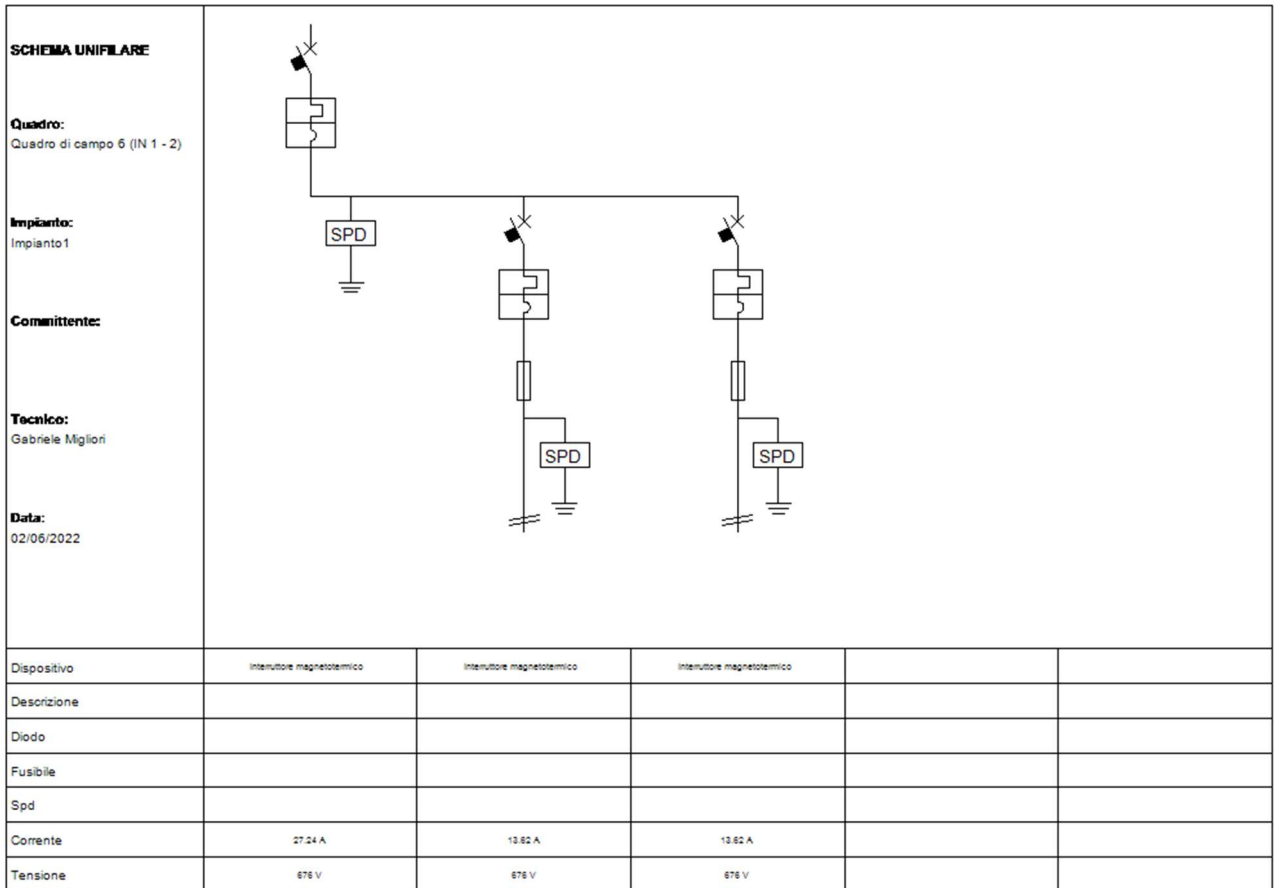 SCHEMA UNIFILARE
Quadro:
Quadro di campo 6 (IN 1 - 2)
Impianto:
Impianto1
Committente:
Tecnico:
Gabriele Migliori
Data:
02/06/2022
SPD
SPD
SPD
Dispositivo Interruttore magnetotermico Interruttore magnetotermico Interruttore magnetotermico
Descrizione
Diodo
Fusibile
Spd
Corrente 27.24 A 13.62 A 13.62 A
Tensione 676 V 676 V 676 V